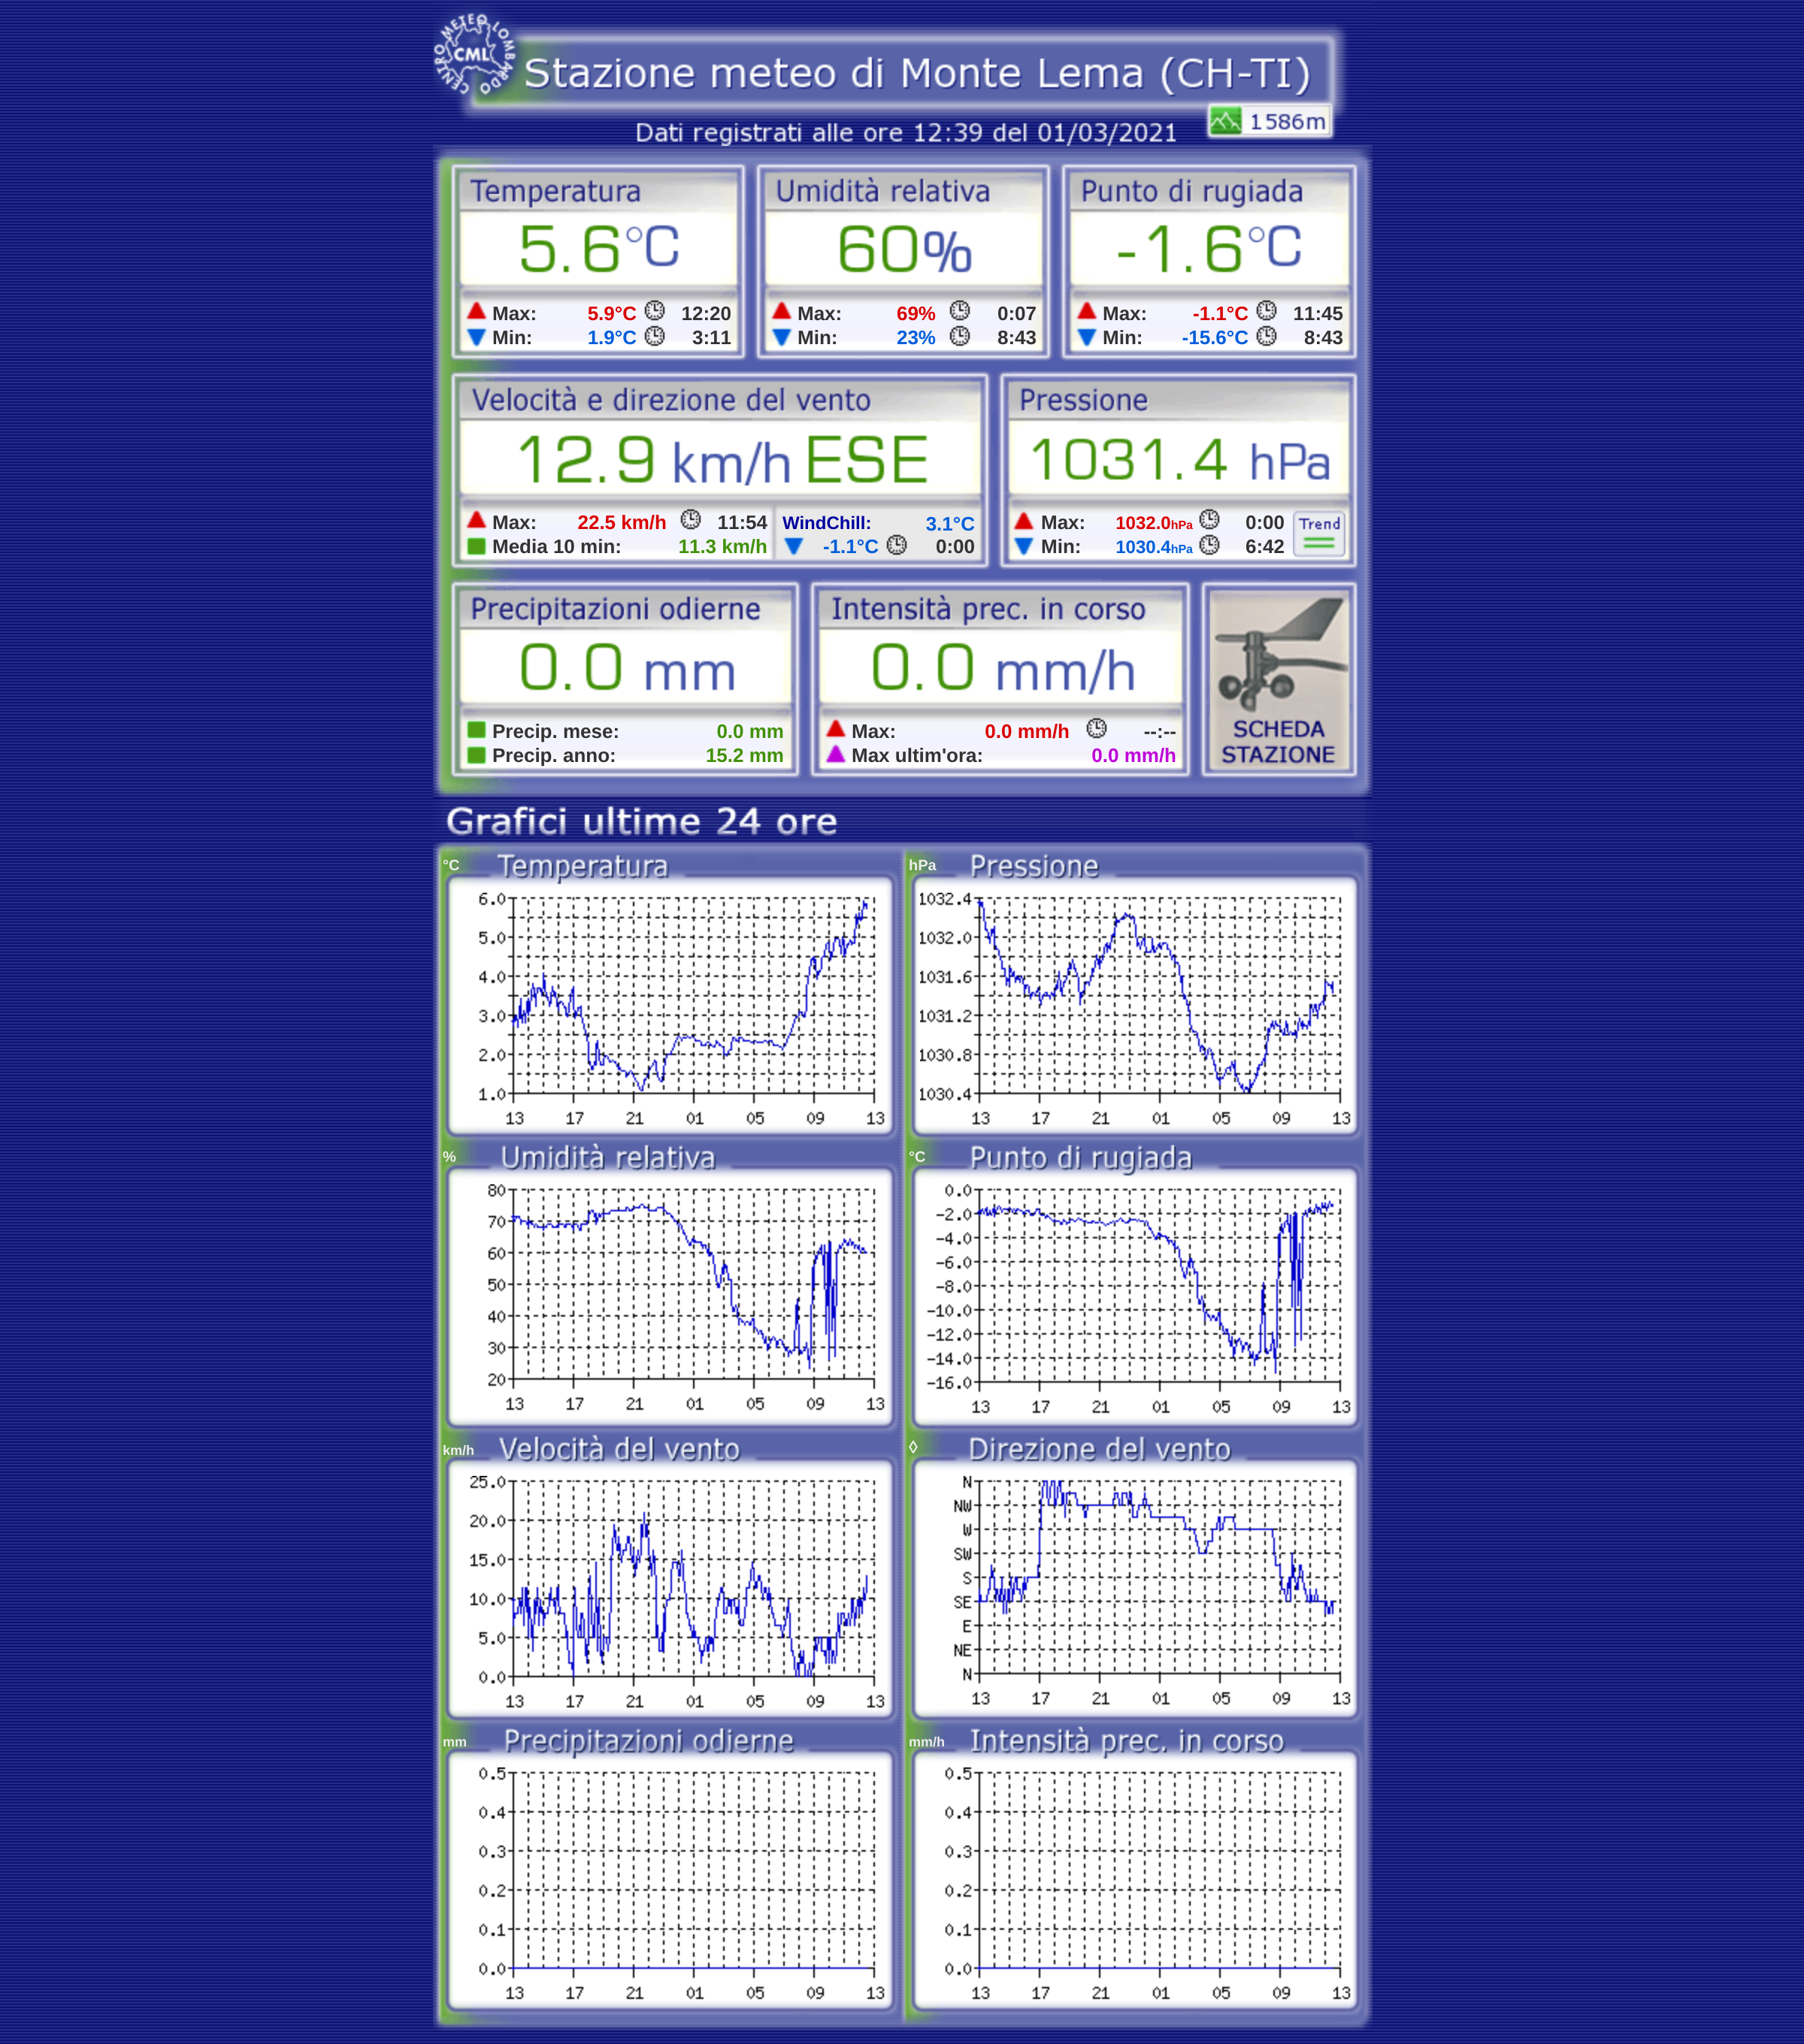 CENTRO METEO LOMBARDO
CML
Stazione meteo di Monte Lema (CH-TI)
1586m
Dati registrati alle ore 12:39 del 01/03/2021
Temperatura
5.6°C
Max: 5.9°C 12:20
Min: 1.9°C 3:11
Umidità relativa
60%
Max: 69% 0:07
Min: 23% 8:43
Punto di rugiada
-1.6°C
Max: -1.1°C 11:45
Min: -15.6°C 8:43
Velocità e direzione del vento
12.9 km/h ESE
Max: 22.5 km/h 11:54
Media 10 min: 11.3 km/h
WindChill: 3.1°C
-1.1°C 0:00
Pressione
1031.4 hPa
Max: 1032.0hPa 0:00
Min: 1030.4hPa 6:42
Trend
Precipitazioni odierne
0.0 mm
Precip. mese: 0.0 mm
Precip. anno: 15.2 mm
Intensità prec. in corso
0.0 mm/h
Max: 0.0 mm/h --:--
Max ultim'ora: 0.0 mm/h
SCHEDA
STAZIONE
Grafici ultime 24 ore
°C Temperatura
6.0
5.0
4.0
3.0
2.0
1.0
13 17 21 01 05 09 13
hPa Pressione
1032.4
1032.0
1031.6
1031.2
1030.8
1030.4
13 17 21 01 05 09 13
% Umidità relativa
80
70
60
50
40
30
20
13 17 21 01 05 09 13
°C Punto di rugiada
0.0
-2.0
-4.0
-6.0
-8.0
-10.0
-12.0
-14.0
-16.0
13 17 21 01 05 09 13
km/h Velocità del vento
25.0
20.0
15.0
10.0
5.0
0.0
13 17 21 01 05 09 13
◊ Direzione del vento
N
NW
W
SW
S
SE
E
NE
N
13 17 21 01 05 09 13
mm Precipitazioni odierne
0.5
0.4
0.3
0.2
0.1
0.0
13 17 21 01 05 09 13
mm/h Intensità prec. in corso
0.5
0.4
0.3
0.2
0.1
0.0
13 17 21 01 05 09 13